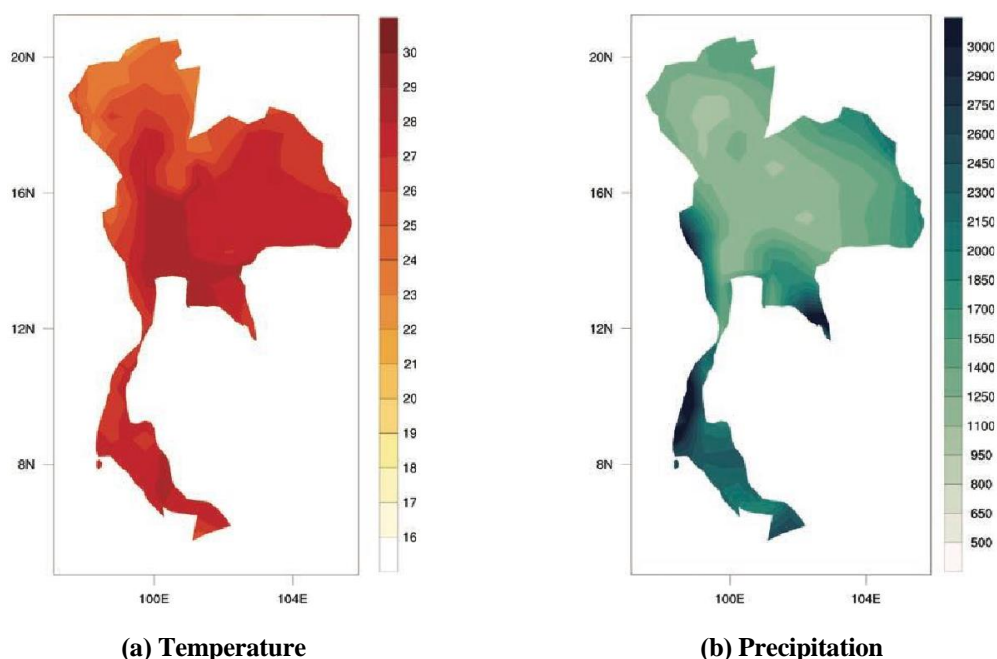 20N
16N
12N
8N
100E
104E
30
29
28
27
26
25
24
23
22
21
20
19
18
17
16
(a) Temperature
20N
16N
12N
8N
100E
104E
3000
2900
2750
2600
2450
2300
2150
2000
1850
1700
1550
1400
1250
1100
950
800
650
500
(b) Precipitation